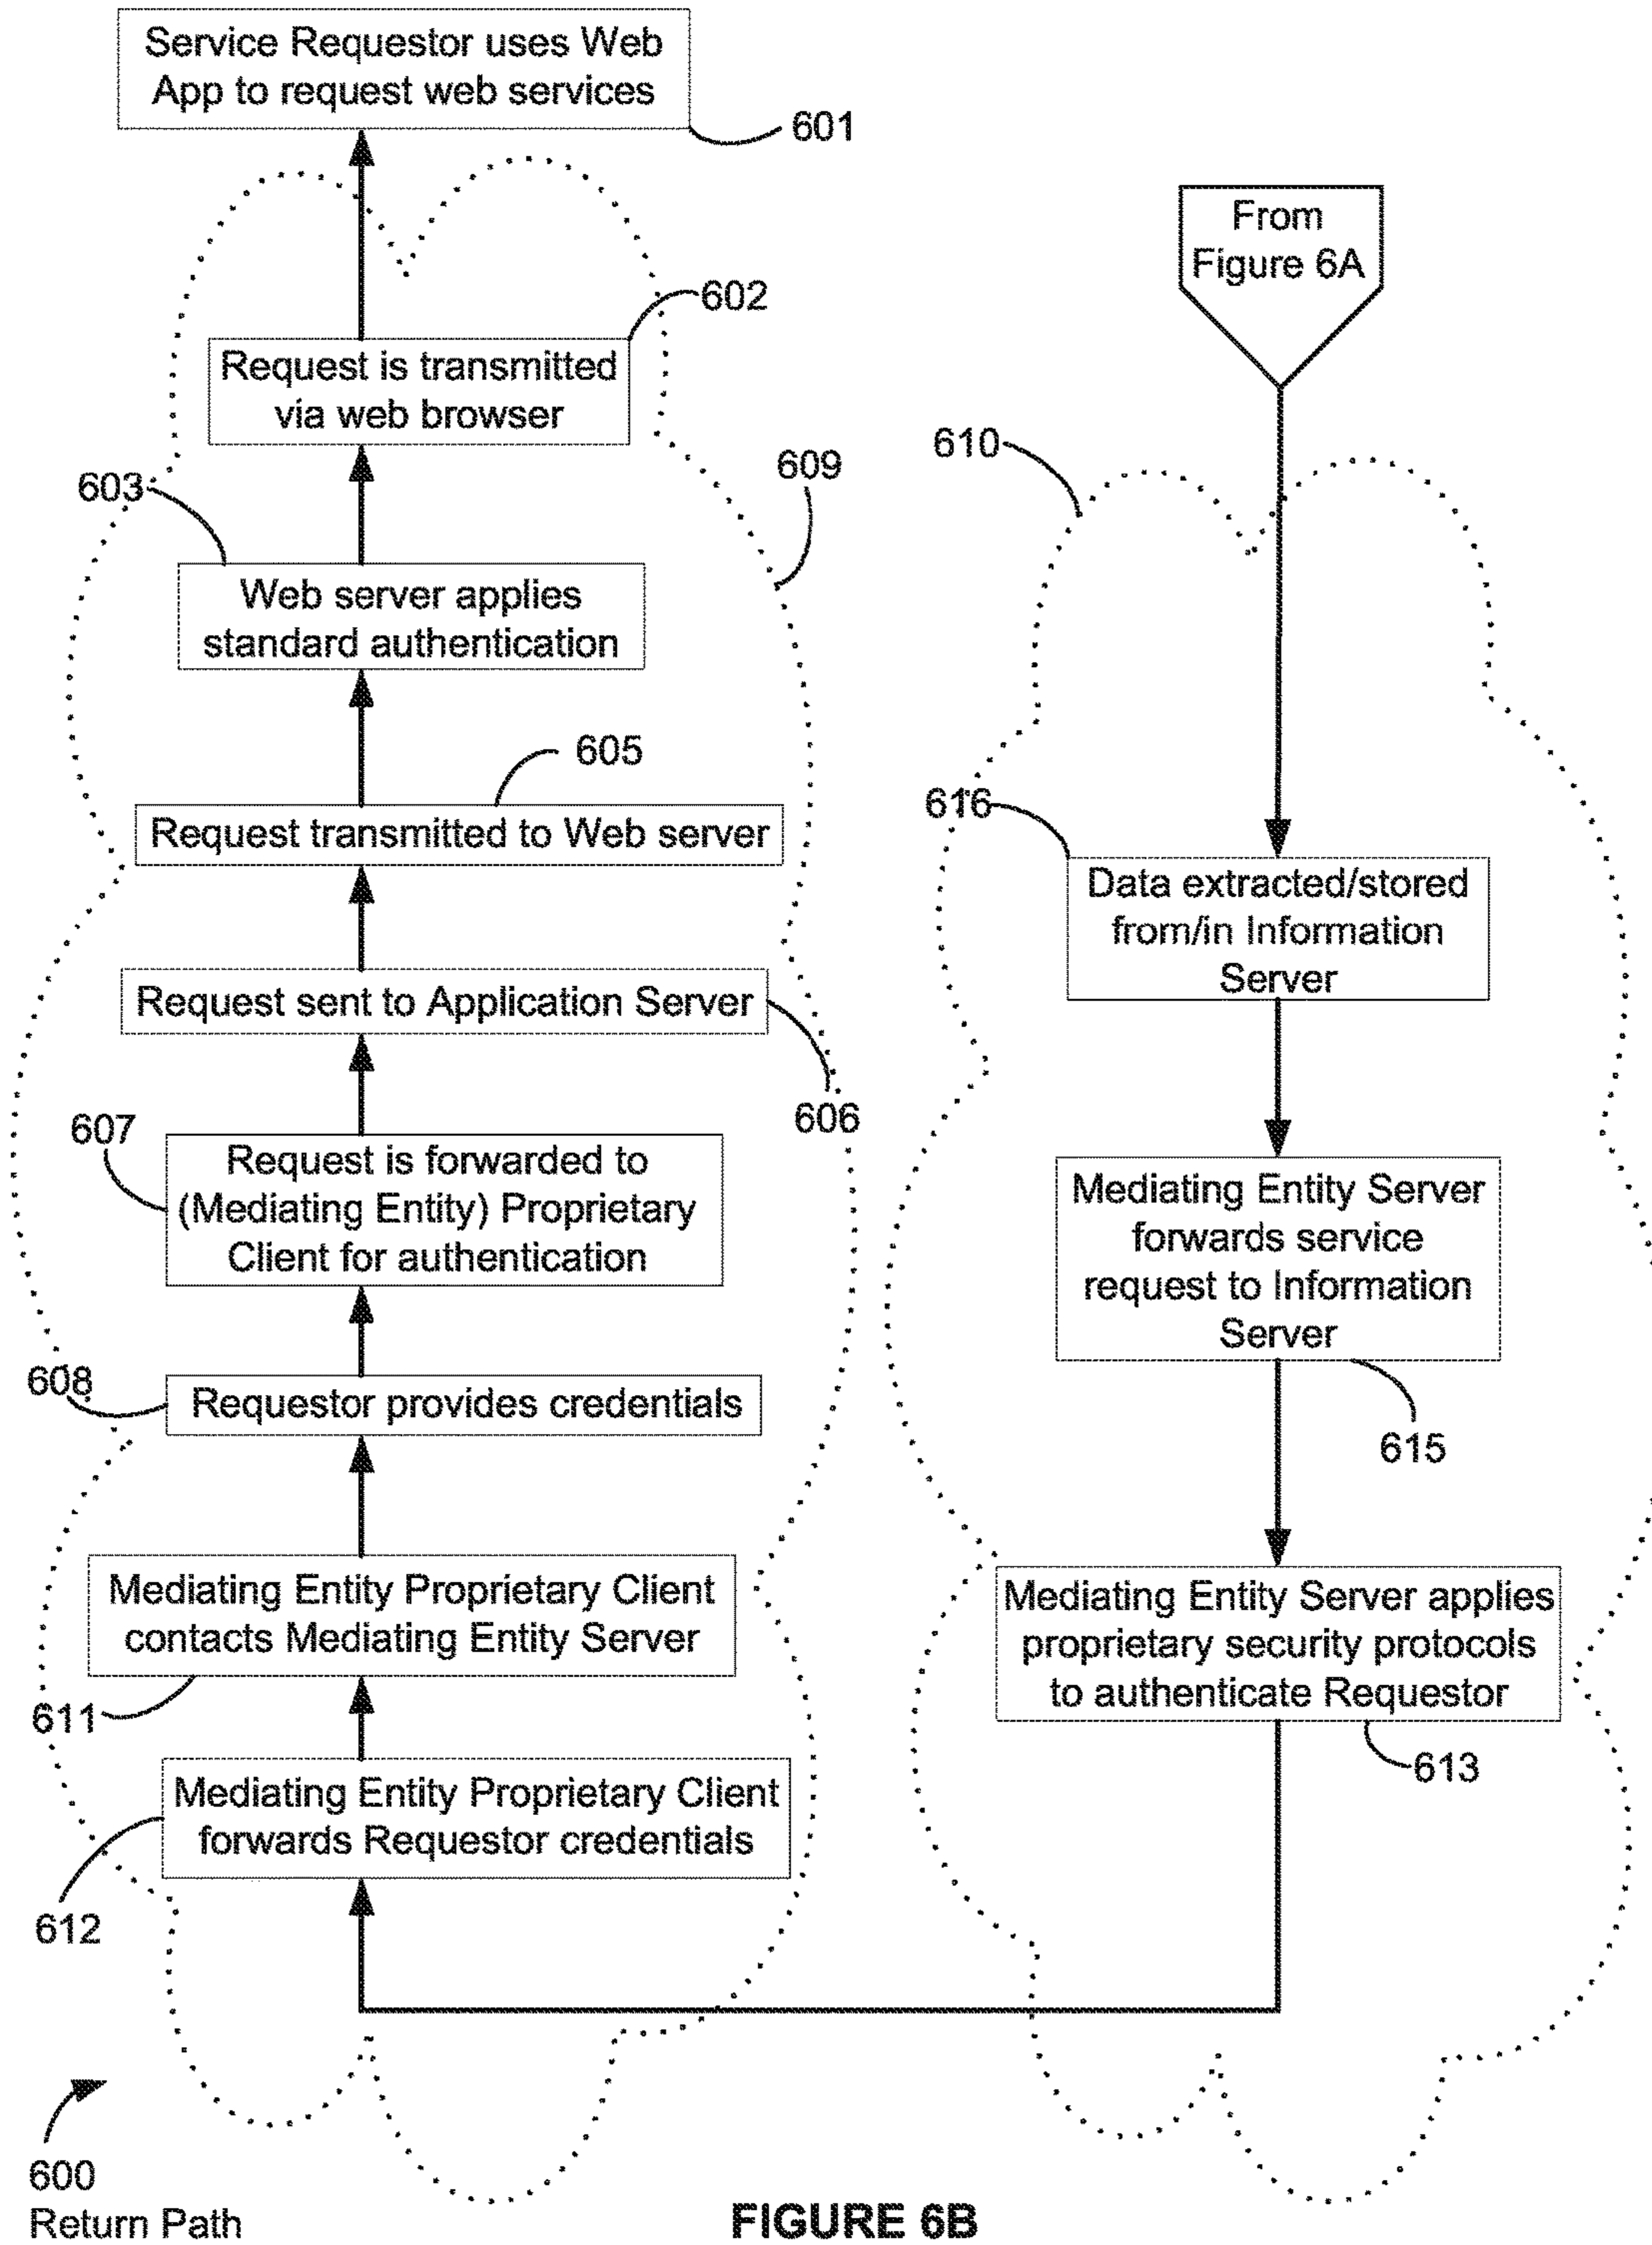 Service Requestor uses Web
App to request web services
601
602
Request is transmitted
via web browser
603
609
Web server applies
standard authentication
605
Request transmitted to Web server
Request sent to Application Server
606
607
Request is forwarded to
(Mediating Entity) Proprietary
Client for authentication
608
Requestor provides credentials
Mediating Entity Proprietary Client
contacts Mediating Entity Server
611
Mediating Entity Proprietary Client
forwards Requestor credentials
612
From
Figure 6A
610
616
Data extracted/stored
from/in Information
Server
Mediating Entity Server
forwards service
request to Information
Server
615
Mediating Entity Server applies
proprietary security protocols
to authenticate Requestor
613
600
Return Path
FIGURE 6B